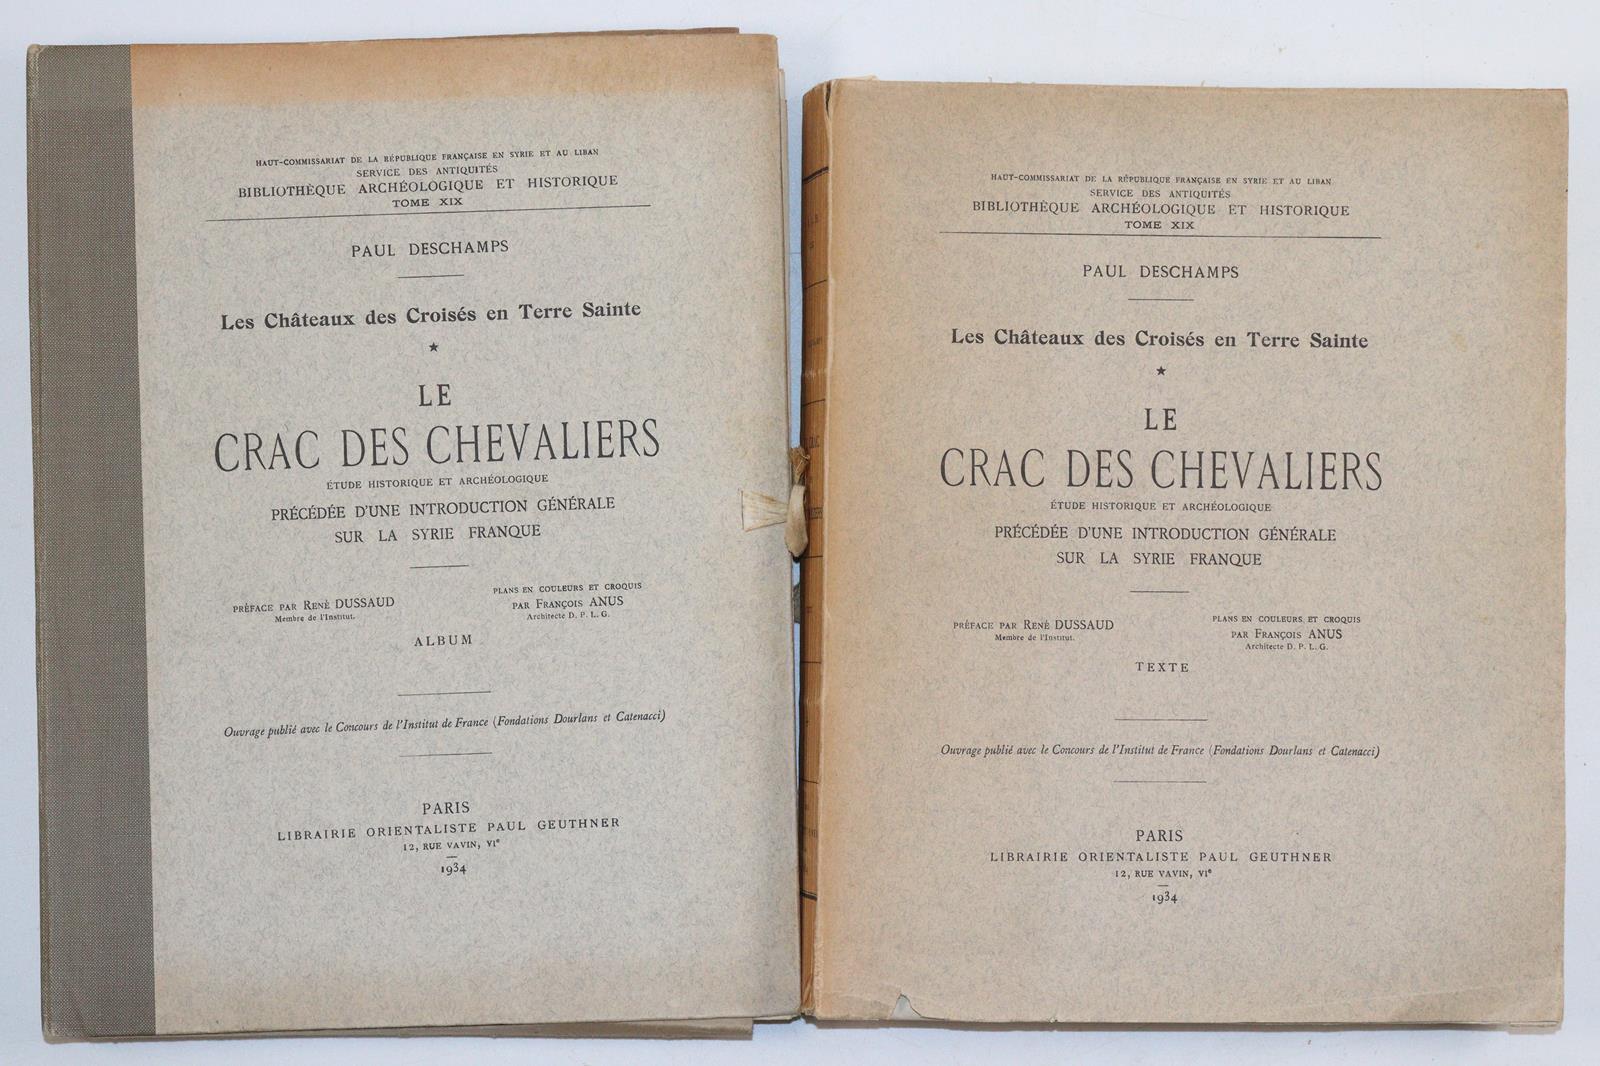 HAUT-COMMISSARIAT DE LA RÉPUBLIQUE FRANÇAISE EN SYRIE ET AU LIBAN
SERVICE DES ANTIQUITÉS
BIBLIOTHÈQUE ARCHÉOLOGIQUE ET HISTORIQUE
TOME XIX
PAUL DESCHAMPS
Les Châteaux des Croisés en Terre Sainte
★
LE
CRAC DES CHEVALIERS
ÉTUDE HISTORIQUE ET ARCHÉOLOGIQUE
PRÉCÉDÉE D'UNE INTRODUCTION GÉNÉRALE
SUR LA SYRIE FRANQUE
PRÉFACE PAR RENÉ DUSSAUD
Membre de l'Institut.
PLANS EN COULEURS ET CROQUIS
PAR FRANÇOIS ANUS
Architecte D. P. L. G.
ALBUM
Ouvrage publié avec le Concours de l'Institut de France (Fondations Dourlans et Catenacci)
PARIS
LIBRAIRIE ORIENTALISTE PAUL GEUTHNER
12, RUE VAVIN, VIe
1934
HAUT-COMMISSARIAT DE LA RÉPUBLIQUE FRANÇAISE EN SYRIE ET AU LIBAN
SERVICE DES ANTIQUITÉS
BIBLIOTHÈQUE ARCHÉOLOGIQUE ET HISTORIQUE
TOME XIX
PAUL DESCHAMPS
Les Châteaux des Croisés en Terre Sainte
★
LE
CRAC DES CHEVALIERS
ÉTUDE HISTORIQUE ET ARCHÉOLOGIQUE
PRÉCÉDÉE D'UNE INTRODUCTION GÉNÉRALE
SUR LA SYRIE FRANQUE
PRÉFACE PAR RENÉ DUSSAUD
Membre de l'Institut.
PLANS EN COULEURS ET CROQUIS
PAR FRANÇOIS ANUS
Architecte D. P. L. G.
TEXTE
Ouvrage publié avec le Concours de l'Institut de France (Fondations Dourlans et Catenacci)
PARIS
LIBRAIRIE ORIENTALISTE PAUL GEUTHNER
12, RUE VAVIN, VIe
1934